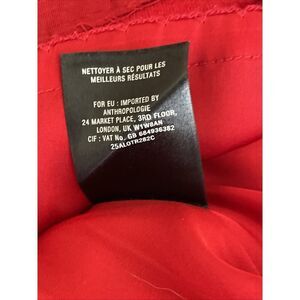 NETTOYER À SEC POUR LES
MEILLEURS RÉSULTATS
FOR EU : IMPORTED BY
ANTHROPOLOGIE
24 MARKET PLACE, 3RD FLOOR,
LONDON, UK W1W8AN
CIF : VAT No. GB 684936382
25ALOTR282C